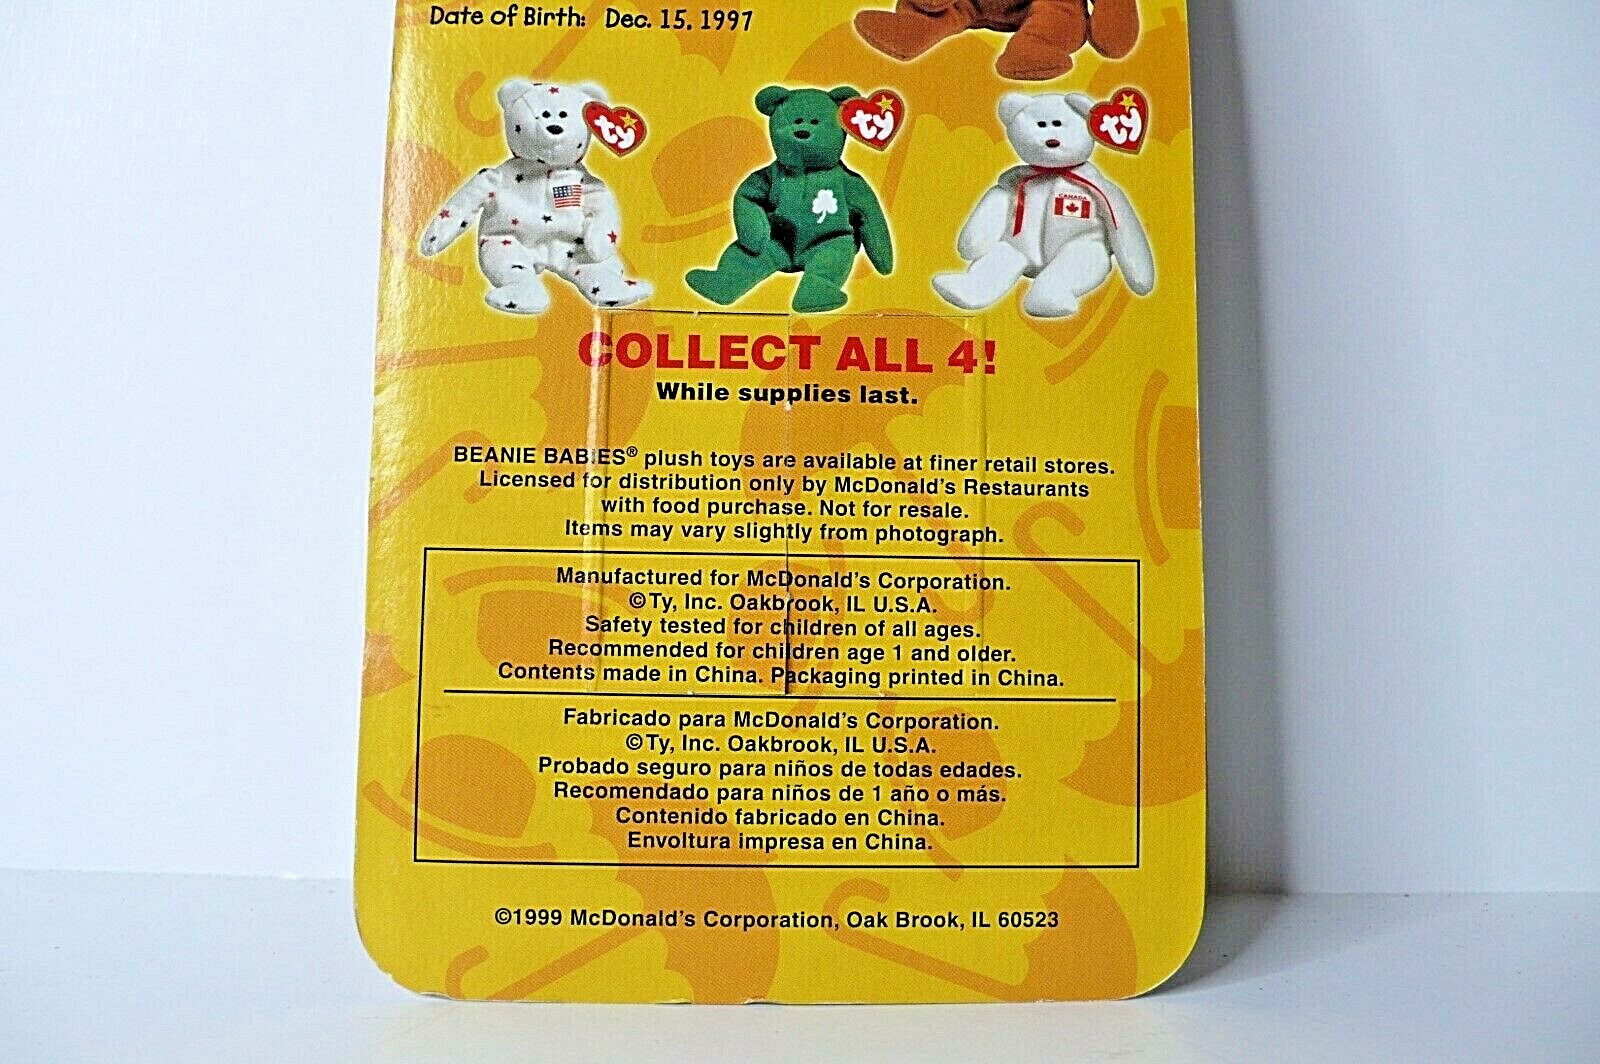 Date of Birth: Dec. 15, 1997
ty
ty
ty
CANADA
COLLECT ALL 4!
While supplies last.
BEANIE BABIES® plush toys are available at finer retail stores.
Licensed for distribution only by McDonald's Restaurants
with food purchase. Not for resale.
Items may vary slightly from photograph.
Manufactured for McDonald's Corporation.
©Ty, Inc. Oakbrook, IL U.S.A.
Safety tested for children of all ages.
Recommended for children age 1 and older.
Contents made in China. Packaging printed in China.
Fabricado para McDonald's Corporation.
©Ty, Inc. Oakbrook, IL U.S.A.
Probado seguro para niños de todas edades.
Recomendado para niños de 1 año o más.
Contenido fabricado en China.
Envoltura impresa en China.
©1999 McDonald's Corporation, Oak Brook, IL 60523